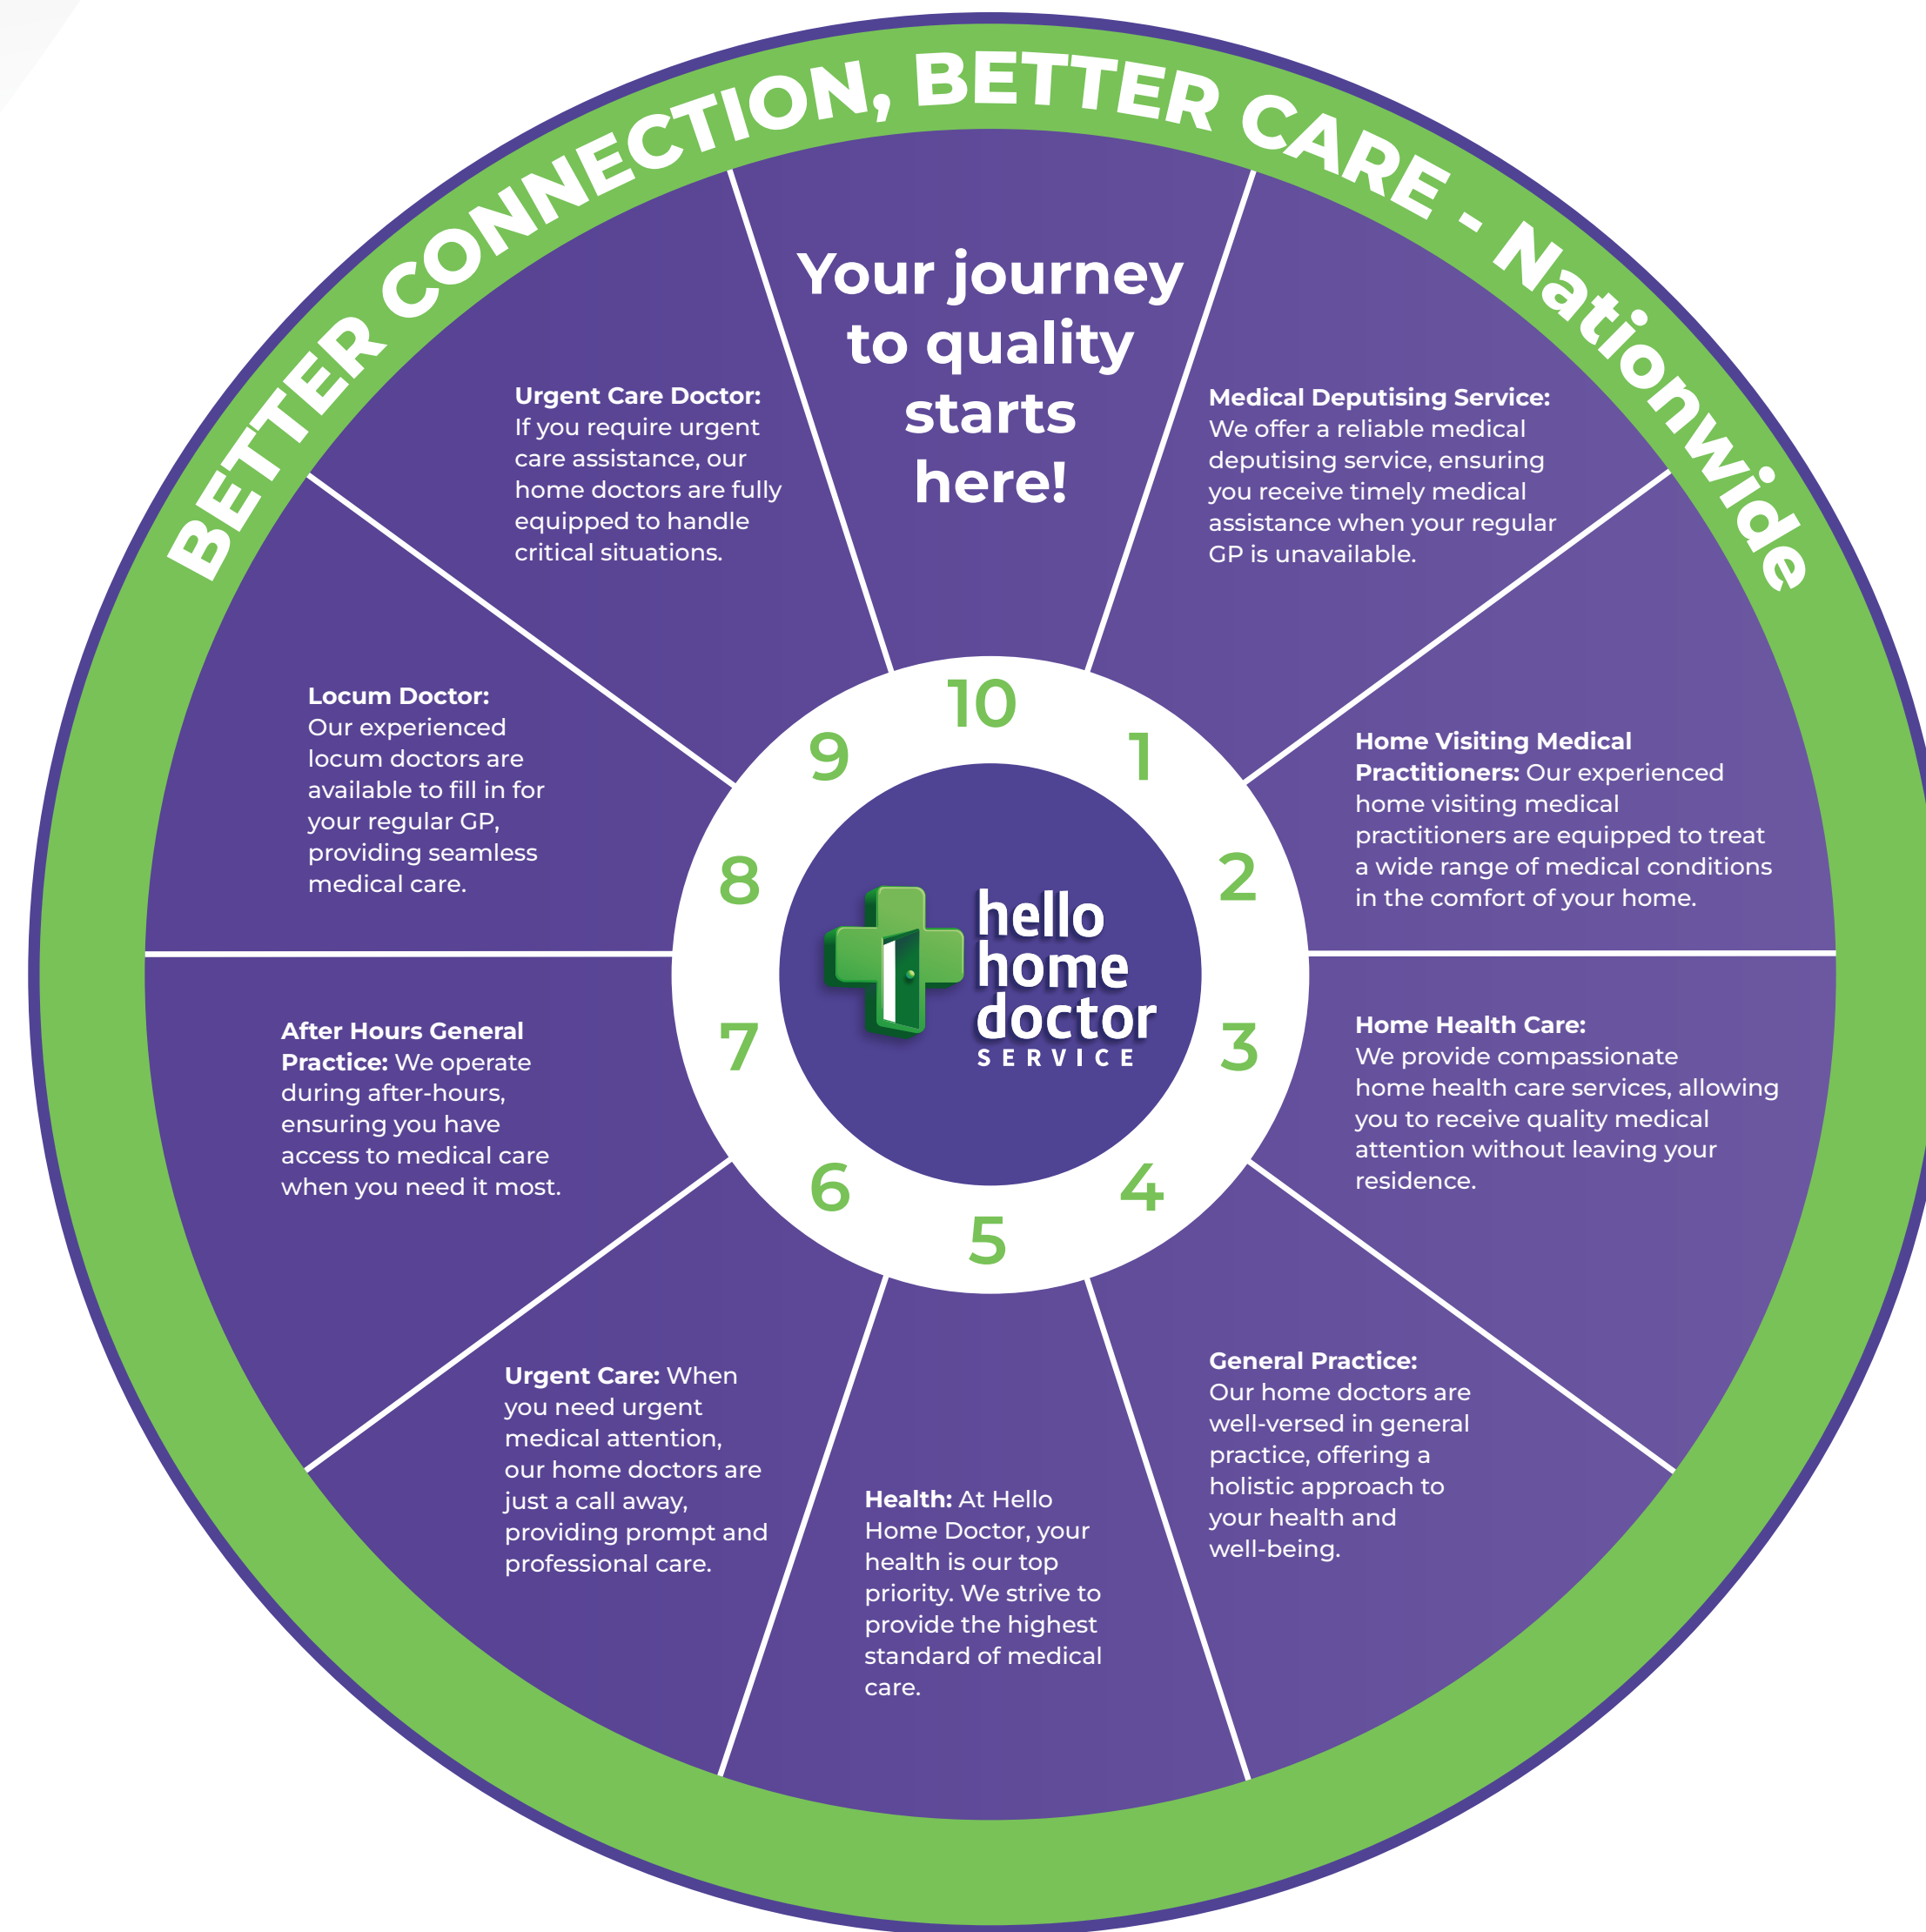 BETTER CONNECTION, BETTER CARE - Nationwide
Your journey
to quality
starts
here!
10
Medical Deputising Service:
We offer a reliable medical
deputising service, ensuring
you receive timely medical
assistance when your regular
GP is unavailable.
1
Home Visiting Medical
Practitioners: Our experienced
home visiting medical
practitioners are equipped to treat
a wide range of medical conditions
in the comfort of your home.
2
Home Health Care:
We provide compassionate
home health care services, allowing
you to receive quality medical
attention without leaving your
residence.
3
General Practice:
Our home doctors are
well-versed in general
practice, offering a
holistic approach to
your health and
well-being.
4
Health: At Hello
Home Doctor, your
health is our top
priority. We strive to
provide the highest
standard of medical
care.
5
Urgent Care: When
you need urgent
medical attention,
our home doctors are
just a call away,
providing prompt and
professional care.
6
After Hours General
Practice: We operate
during after-hours,
ensuring you have
access to medical care
when you need it most.
7
Locum Doctor:
Our experienced
locum doctors are
available to fill in for
your regular GP,
providing seamless
medical care.
8
Urgent Care Doctor:
If you require urgent
care assistance, our
home doctors are fully
equipped to handle
critical situations.
9
hello
home
doctor
SERVICE